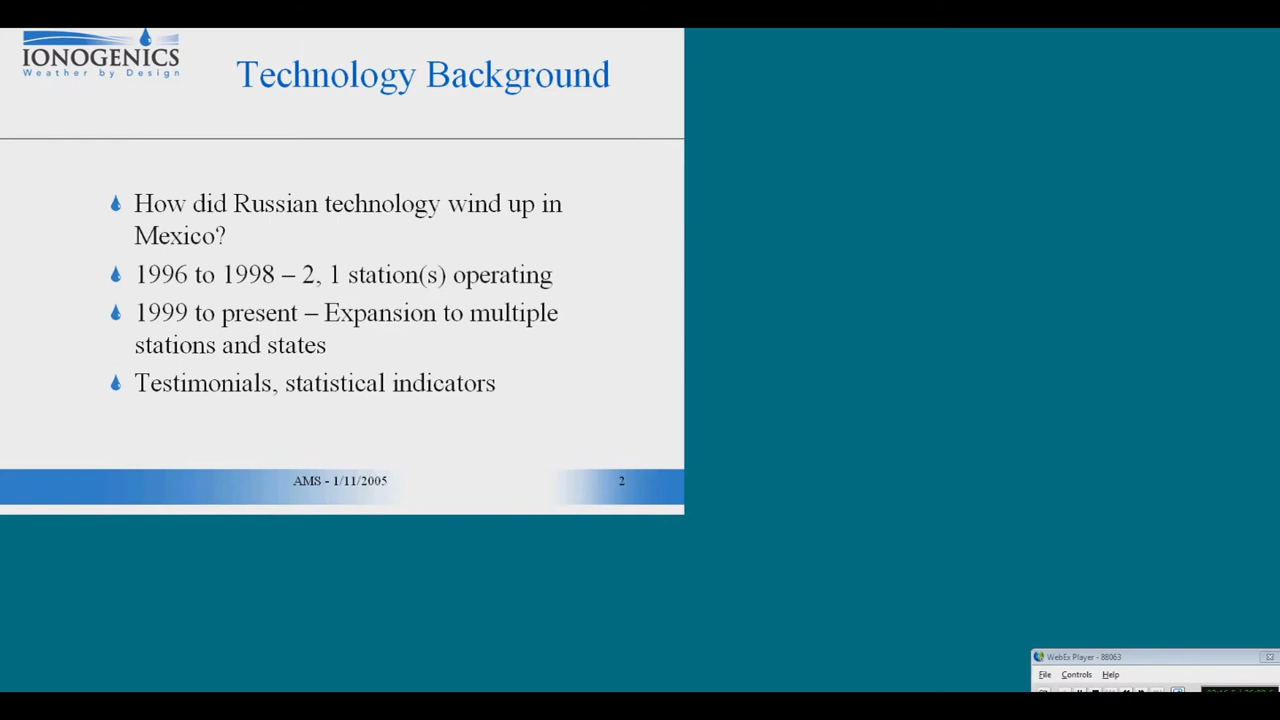 IONOGENICS
Weather by Design
Technology Background
How did Russian technology wind up in
Mexico?
1996 to 1998 – 2, 1 station(s) operating
1999 to present – Expansion to multiple
stations and states
Testimonials, statistical indicators
AMS - 1/11/2005
2
WebEx Player - 88063
File Controls Help